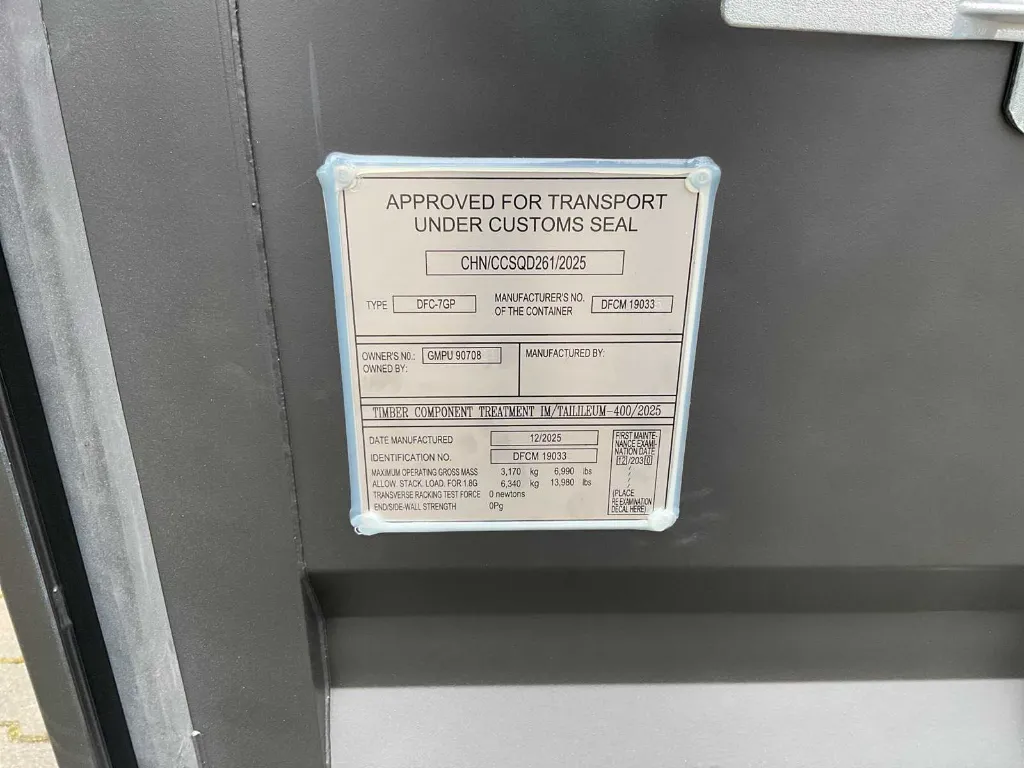 APPROVED FOR TRANSPORT
UNDER CUSTOMS SEAL
CHN/CCSQD261/2025
TYPE DFC-7GP MANUFACTURER'S NO. OF THE CONTAINER DFCM 19033
OWNER'S NO.: GMPU 90708
OWNED BY:
MANUFACTURED BY:
TIMBER COMPONENT TREATMENT IM/TAILILEUM-400/2025
DATE MANUFACTURED 12/2025
IDENTIFICATION NO. DFCM 19033
MAXIMUM OPERATING GROSS MASS 3,170 kg 6,990 lbs
ALLOW. STACK. LOAD. FOR 1.8G 6,340 kg 13,980 lbs
TRANSVERSE RACKING TEST FORCE 0 newtons
END/SIDE-WALL STRENGTH 0Pg
FIRST MAINTE-
NANCE EXAMI-
NATION DATE
12/2030
(PLACE
RE-EXAMINATION
DECAL HERE)